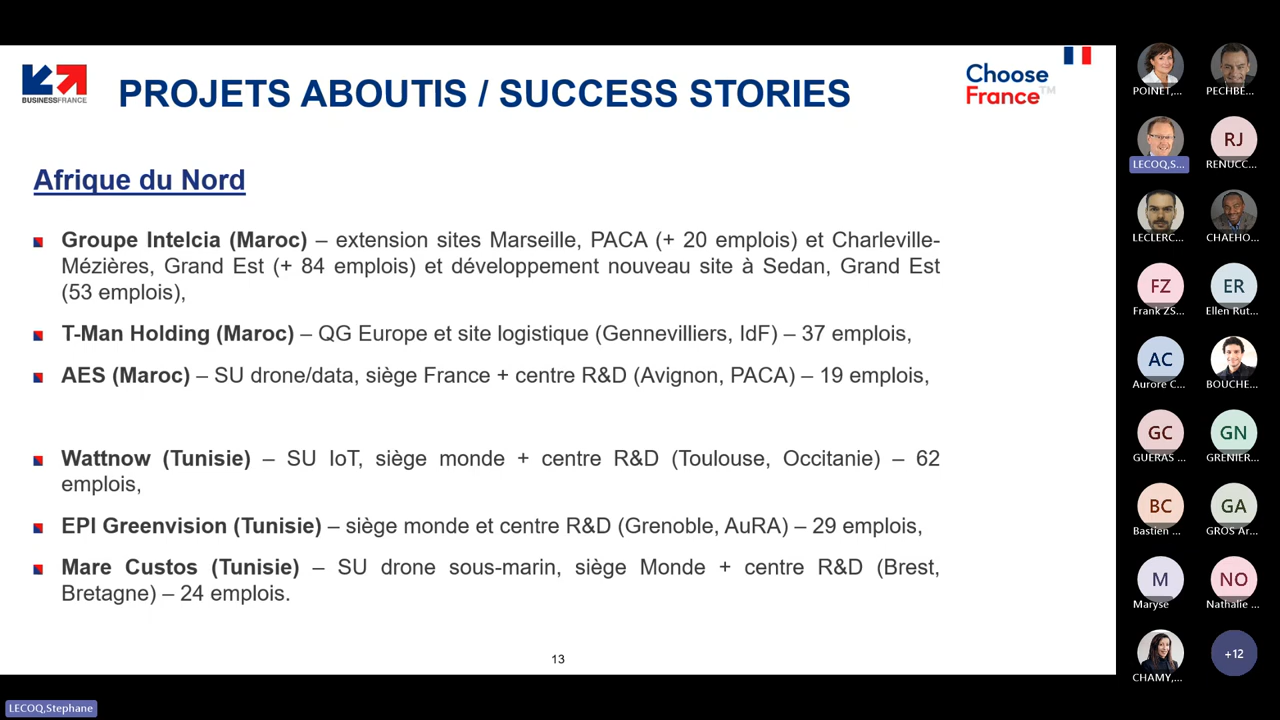 BUSINESSFRANCE
PROJETS ABOUTIS / SUCCESS STORIES
Choose
France™
Afrique du Nord
Groupe Intelcia (Maroc) – extension sites Marseille, PACA (+ 20 emplois) et Charleville-
Mézières, Grand Est (+ 84 emplois) et développement nouveau site à Sedan, Grand Est
(53 emplois),
T-Man Holding (Maroc) – QG Europe et site logistique (Gennevilliers, IdF) – 37 emplois,
AES (Maroc) – SU drone/data, siège France + centre R&D (Avignon, PACA) – 19 emplois,
Wattnow (Tunisie) – SU IoT, siège monde + centre R&D (Toulouse, Occitanie) – 62
emplois,
EPI Greenvision (Tunisie) – siège monde et centre R&D (Grenoble, AuRA) – 29 emplois,
Mare Custos (Tunisie) – SU drone sous-marin, siège Monde + centre R&D (Brest,
Bretagne) – 24 emplois.
13
POINET,...
PECHBE...
LECOQ,S...
RJ
RENUCC...
LECLERC...
CHAEHO...
FZ
Frank ZS...
ER
Ellen Rut...
AC
Aurore C...
BOUCHE...
GC
GUERAS ...
GN
GRENIER...
BC
Bastien ...
GA
GROS Ar...
M
Maryse
NO
Nathalie ...
CHAMY,...
+12
LECOQ,Stephane